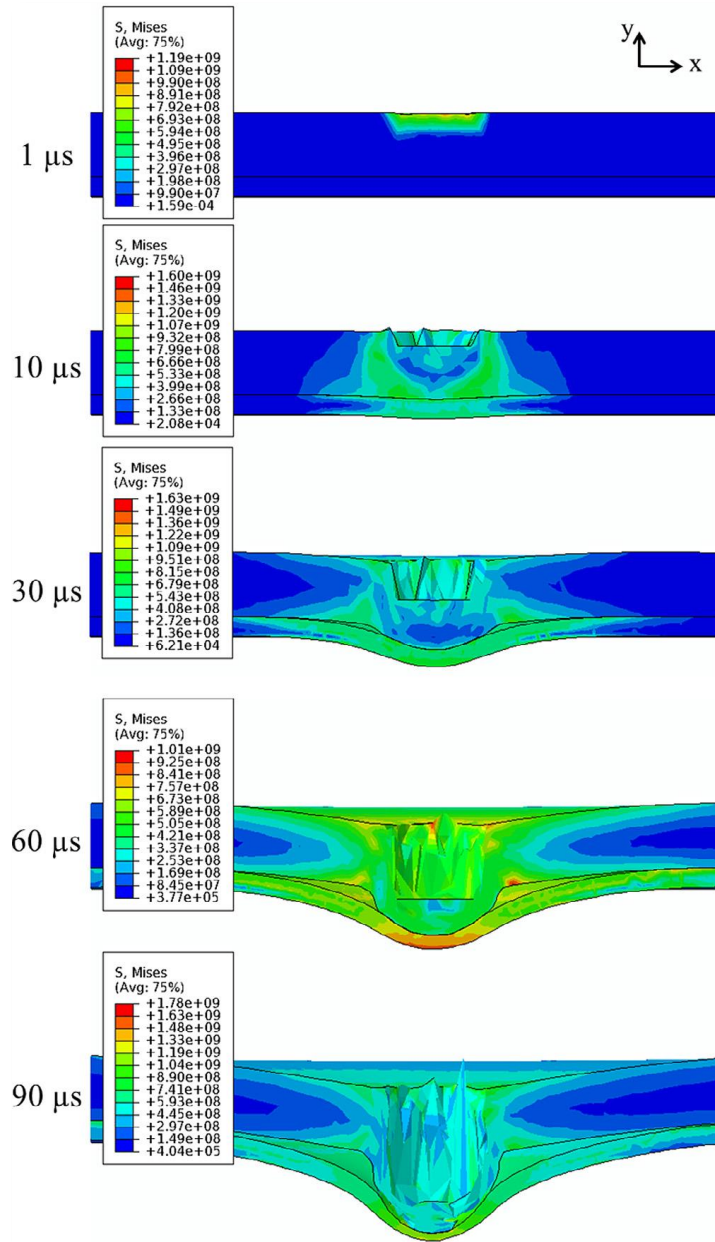 S, Mises
(Avg: 75%)
+1.19e+09
+1.09e+09
+9.90e+08
+8.91e+08
+7.92e+08
+6.93e+08
+5.94e+08
+4.95e+08
+3.96e+08
+2.97e+08
+1.98e+08
+9.90e+07
+1.59e-04
y
x
1 μs
S, Mises
(Avg: 75%)
+1.60e+09
+1.46e+09
+1.33e+09
+1.20e+09
+1.07e+09
+9.32e+08
+7.99e+08
+6.66e+08
+5.33e+08
+3.99e+08
+2.66e+08
+1.33e+08
+2.08e+04
10 μs
S, Mises
(Avg: 75%)
+1.63e+09
+1.49e+09
+1.36e+09
+1.22e+09
+1.09e+09
+9.51e+08
+8.15e+08
+6.79e+08
+5.43e+08
+4.08e+08
+2.72e+08
+1.36e+08
+6.21e+04
30 μs
S, Mises
(Avg: 75%)
+1.01e+09
+9.25e+08
+8.41e+08
+7.57e+08
+6.73e+08
+5.89e+08
+5.05e+08
+4.21e+08
+3.37e+08
+2.53e+08
+1.69e+08
+8.45e+07
+3.77e+05
60 μs
S, Mises
(Avg: 75%)
+1.78e+09
+1.63e+09
+1.48e+09
+1.33e+09
+1.19e+09
+1.04e+09
+8.90e+08
+7.41e+08
+5.93e+08
+4.45e+08
+2.97e+08
+1.49e+08
+4.04e+05
90 μs